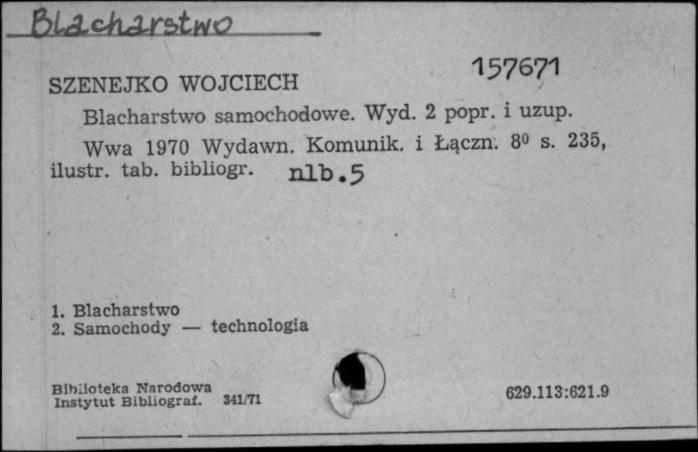 Blacharstwo
157671
SZENEJKO WOJCIECH
Blacharstwo samochodowe. Wyd. 2 popr. i uzup.
Wwa 1970 Wydawn. Komunik. i Łączn. 8⁰ s. 235,
ilustr. tab. bibliogr. nlb.5
1. Blacharstwo
2. Samochody — technologia
Biblioteka Narodowa
Instytut Bibliograf. 341/71
629.113:621.9